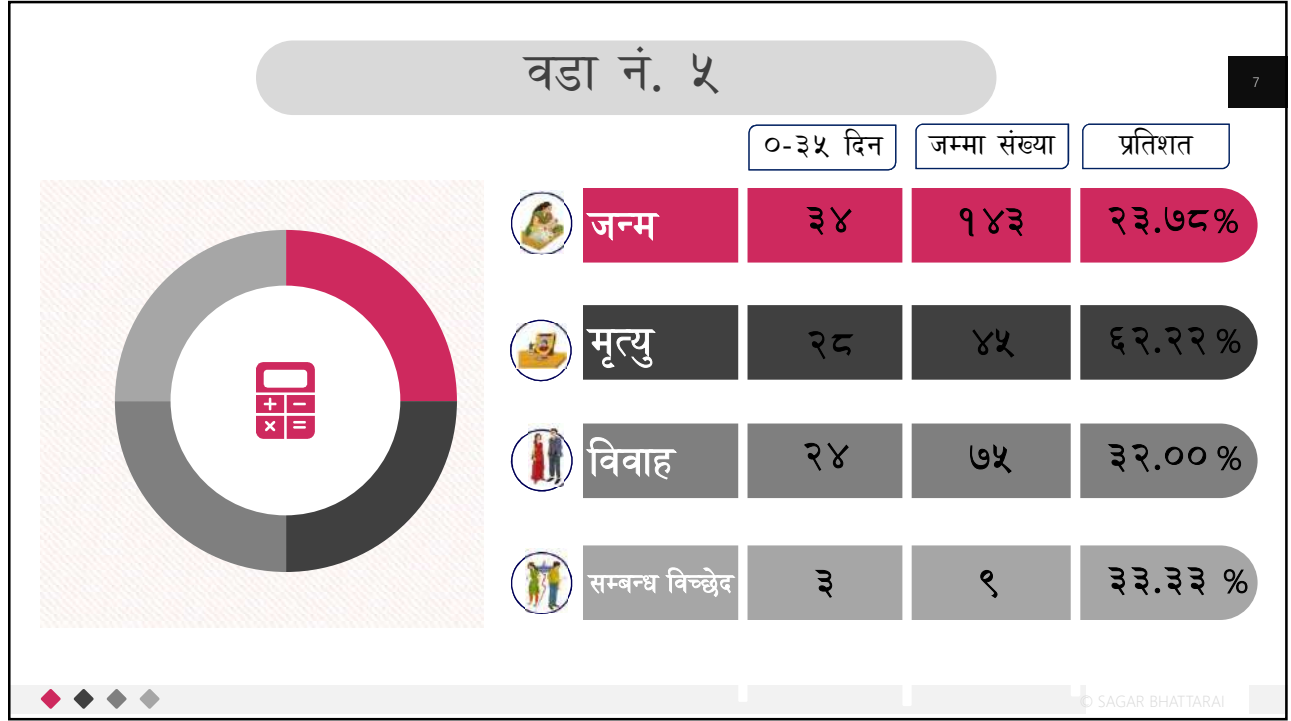 वडा नं. ५
7
०-३५ दिन जम्मा संख्या प्रतिशत
जन्म ३४ १४३ २३.७८%
मृत्यु २८ ४५ ६२.२२ %
विवाह २४ ७५ ३२.०० %
सम्बन्ध विच्छेद ३ ९ ३३.३३ %
© SAGAR BHATTARAI